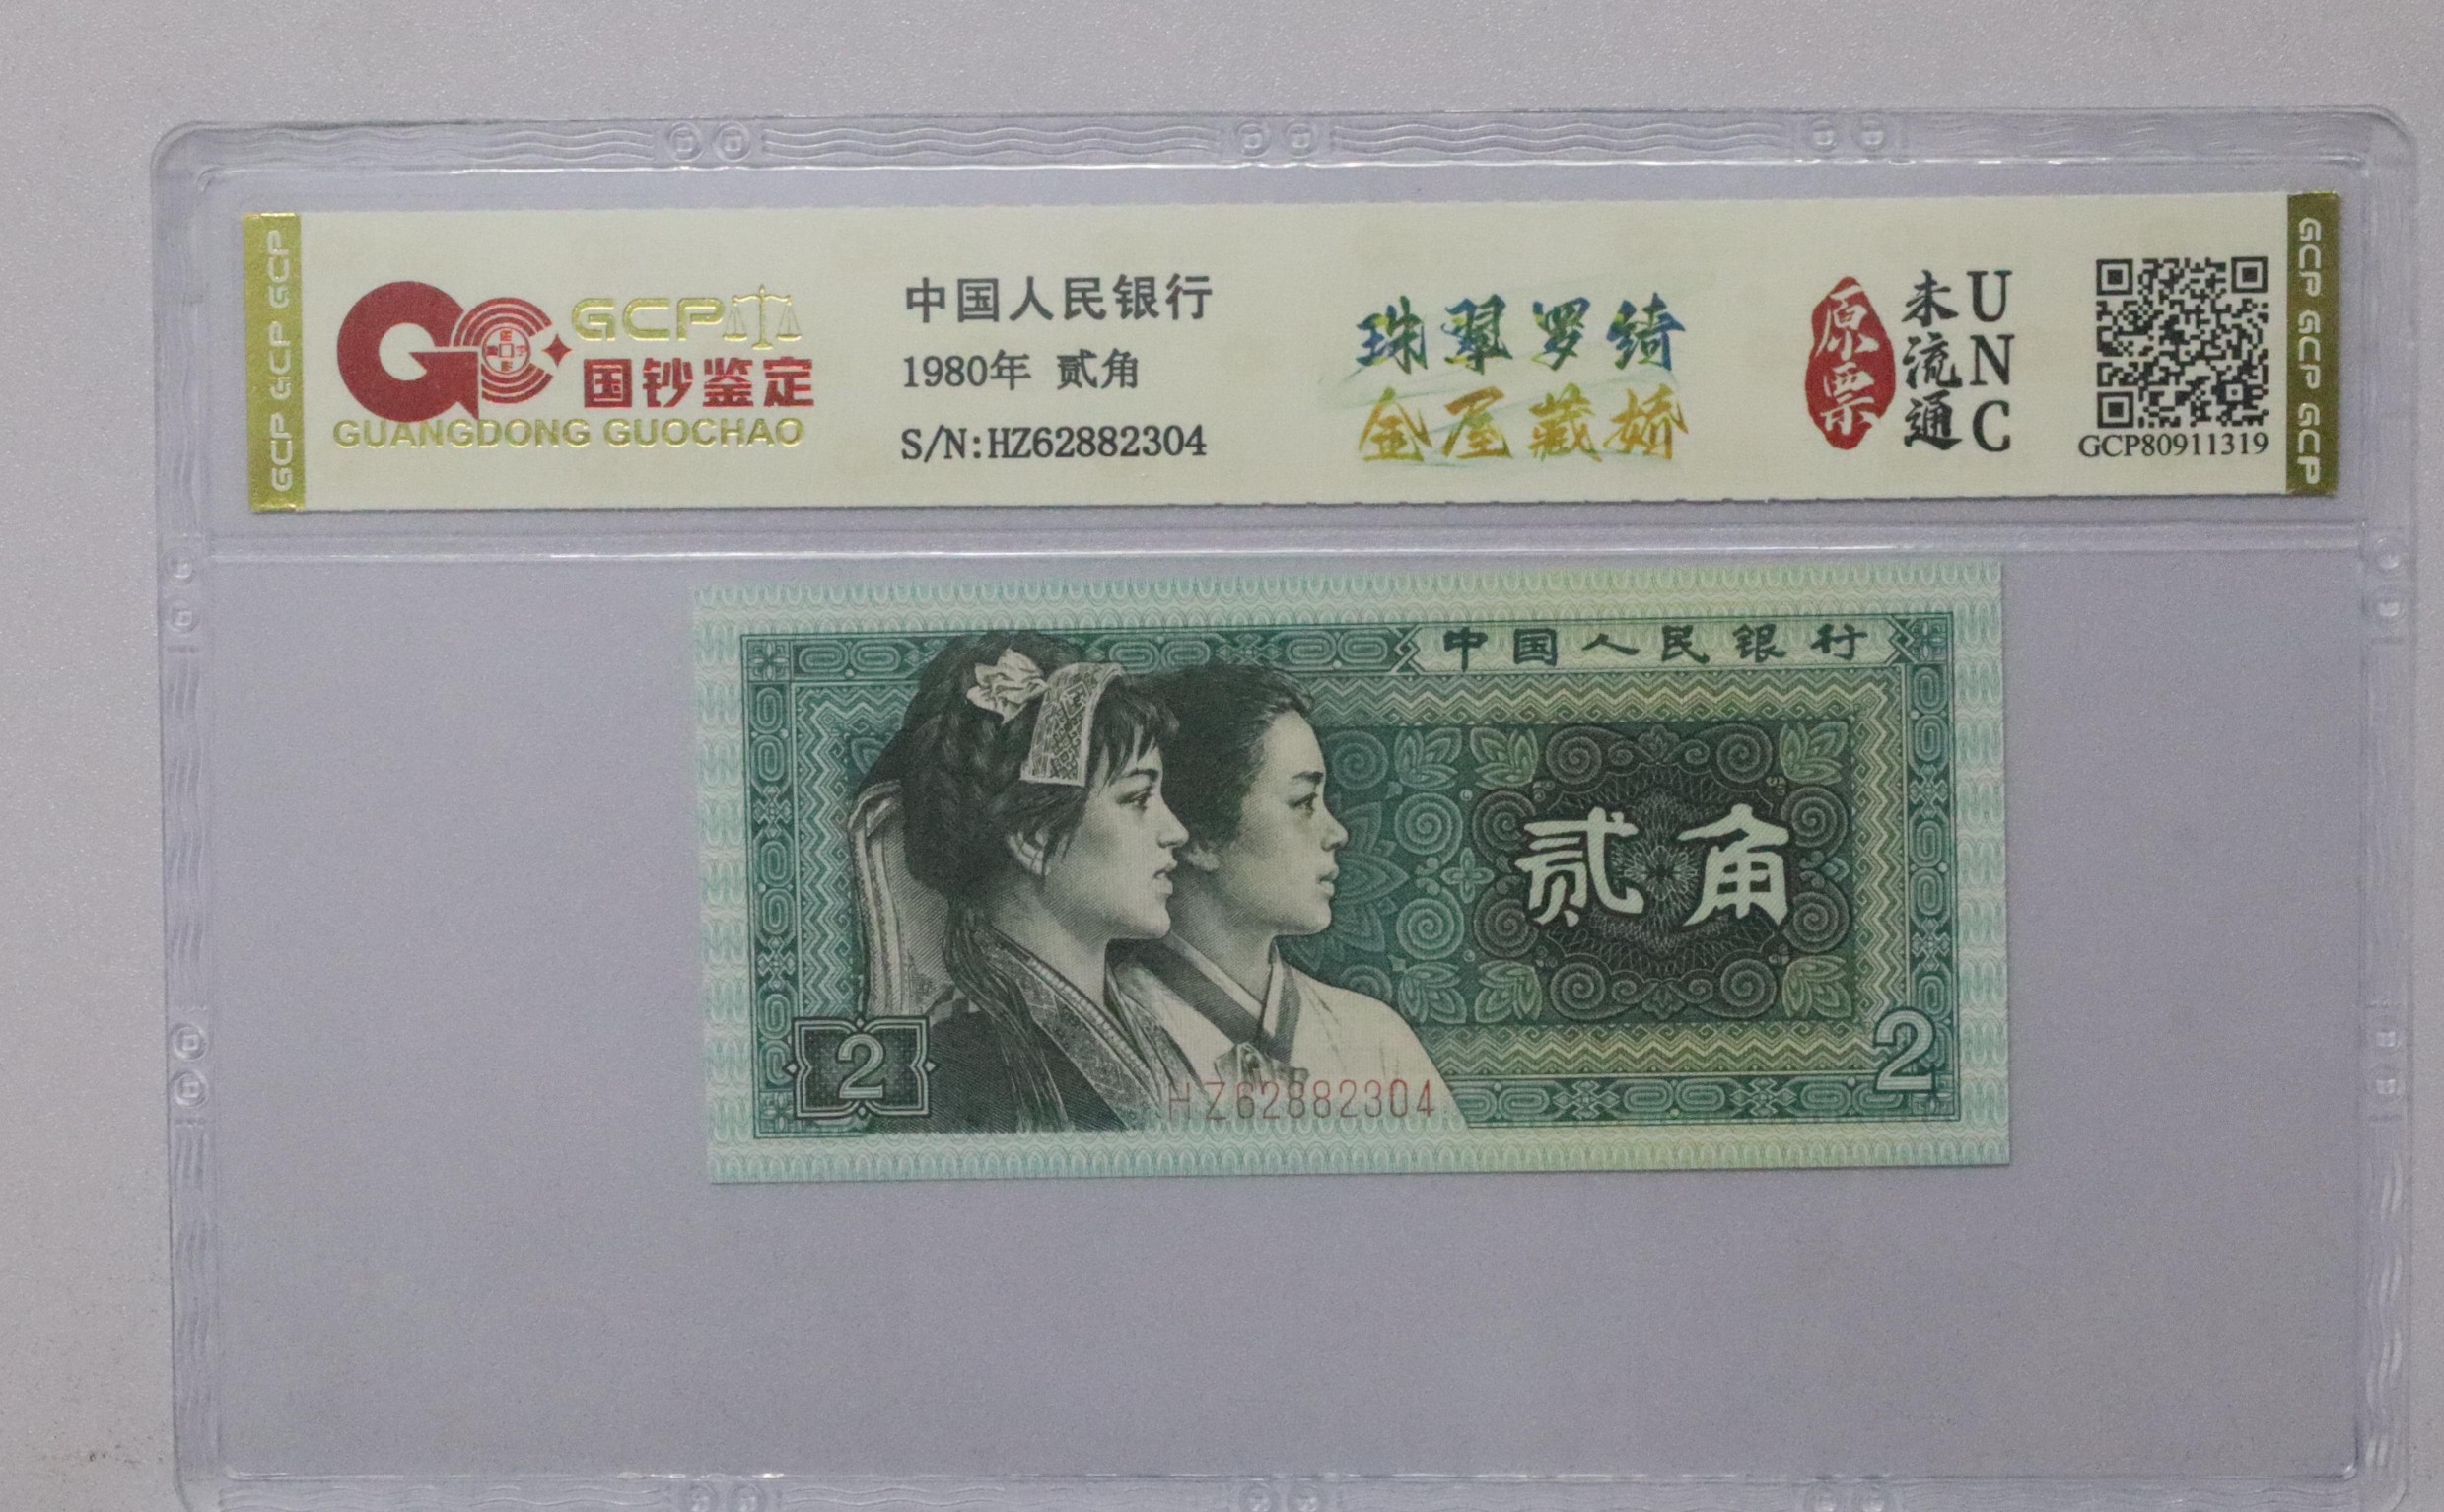 GCP GCP GCP
GCP
国钞鉴定
GUANGDONG GUOCHAO
中国人民银行
1980年 贰角
S/N:HZ62882304
珠翠罗绮
金屋藏娇
原票
未流通
UNC
GCP80911319
GCP GCP GCP
中国人民银行
贰角
2
2
HZ62882304